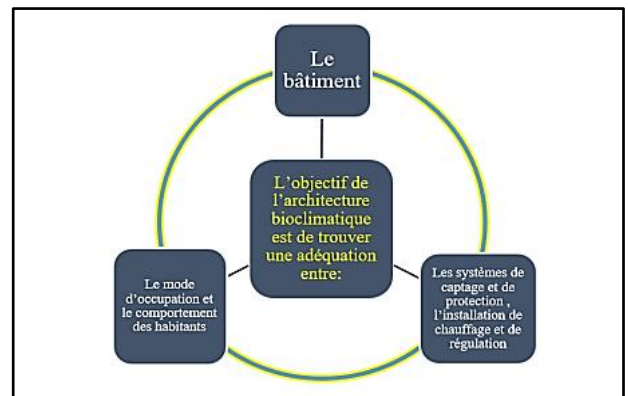 Le
bâtiment
L'objectif de
l'architecture
bioclimatique
est de trouver
une adéquation
entre:
Le mode
d'occupation et
le comportement
des habitants
Les systèmes de
captage et de
protection ,
l'installation de
chauffage et de
régulation